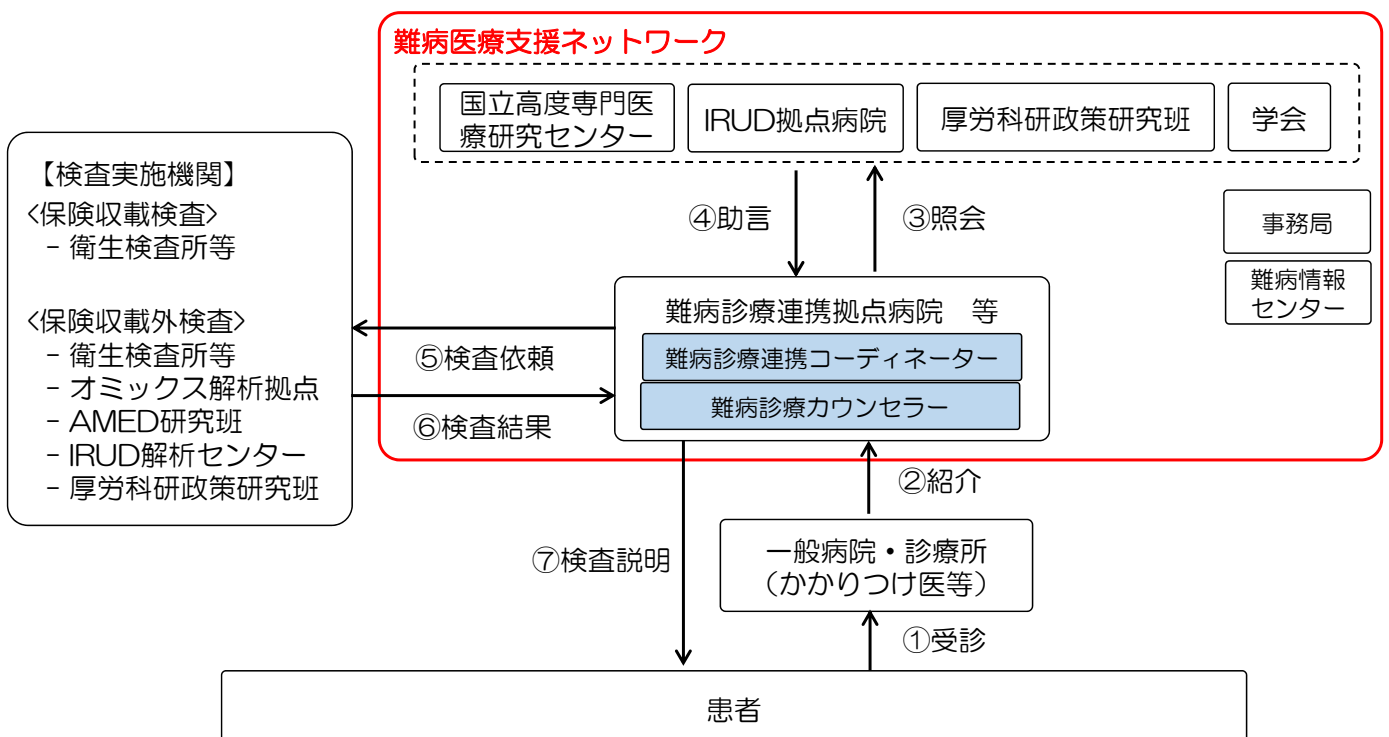 難病医療支援ネットワーク
国立高度専門医
療研究センター
IRUD拠点病院
厚労科研政策研究班
学会
④助言
③照会
事務局
難病情報
センター
【検査実施機関】
<保険収載検査>
- 衛生検査所等
<保険収載外検査>
- 衛生検査所等
- オミックス解析拠点
- AMED研究班
- IRUD解析センター
- 厚労科研政策研究班
⑤検査依頼
⑥検査結果
難病診療連携拠点病院 等
難病診療連携コーディネーター
難病診療カウンセラー
②紹介
一般病院・診療所
(かかりつけ医等)
⑦検査説明
①受診
患者